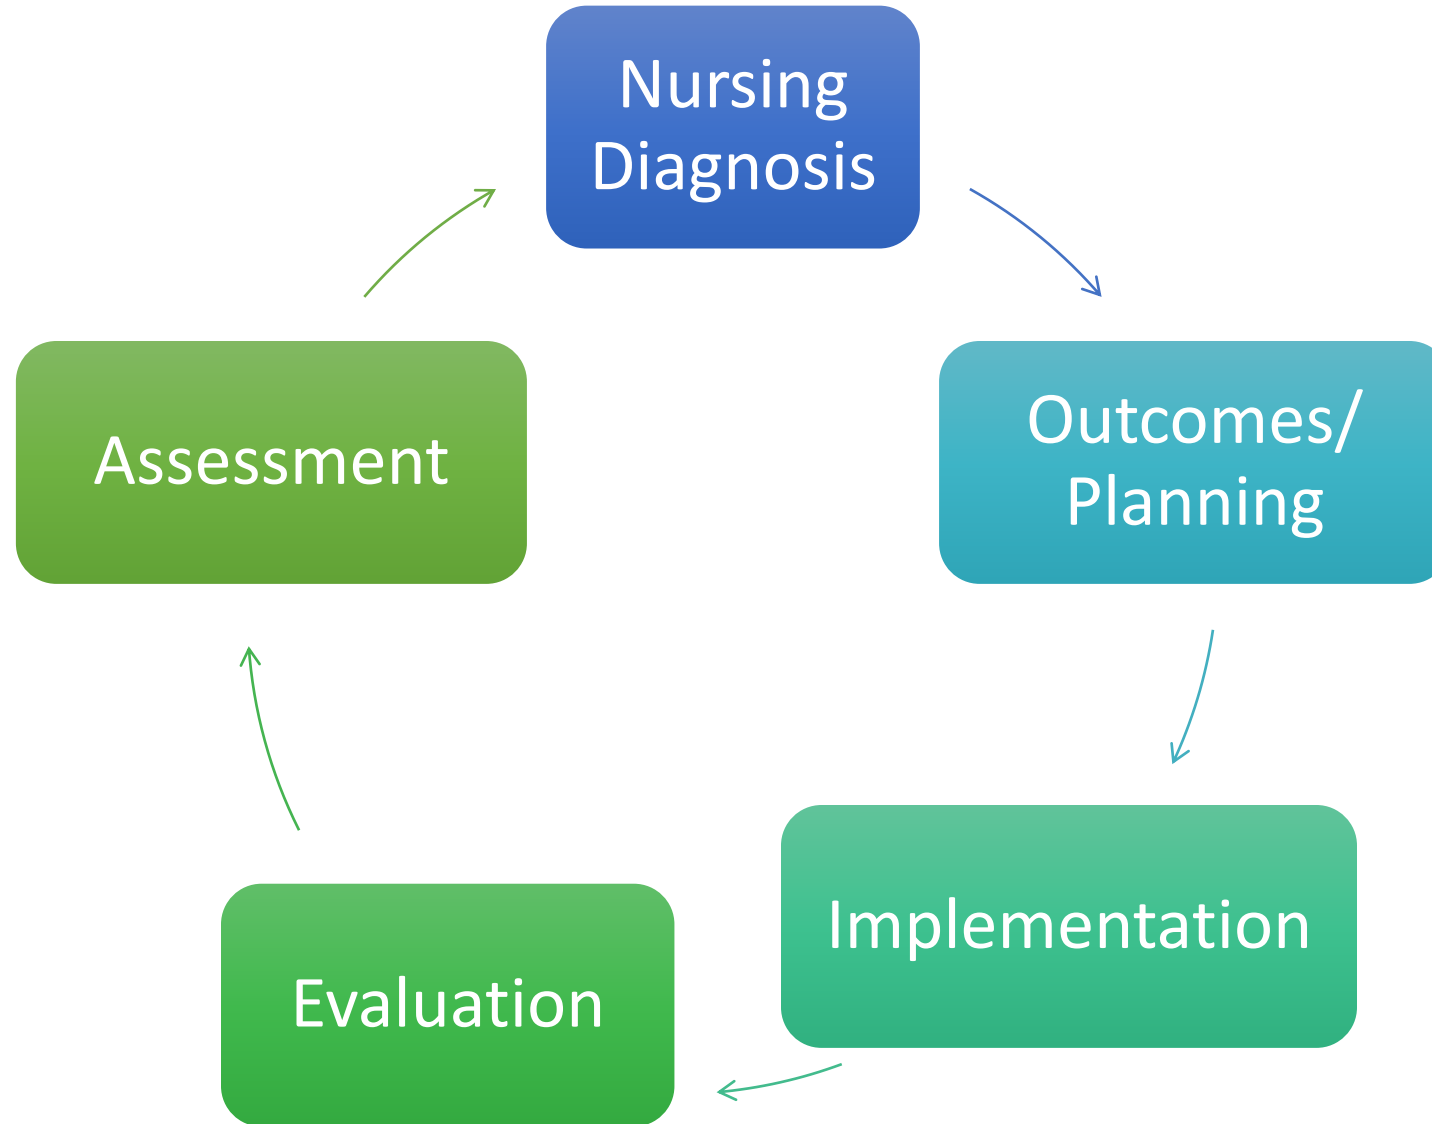 Nursing
Diagnosis
Outcomes/
Planning
Implementation
Evaluation
Assessment